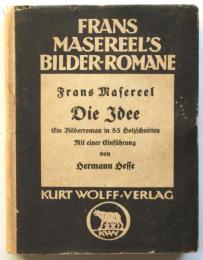 FRANS
MASEREEL'S
BILDER-ROMANE
Frans Masereel
Die Idee
Ein Bilderroman in 83 Holzschnitten
Mit einer Einführung
von
Hermann Hesse
KURT WOLFF·VERLAG
KWV